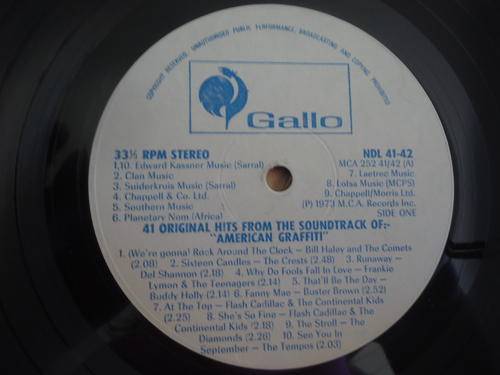 COPYRIGHT RESERVED. UNAUTHORISED PUBLIC PERFORMANCE, BROADCASTING AND COPYING PROHIBITED
Gallo
33⅓ RPM STEREO
NDL 41-42
1,10. Edward Kassner Music (Sarral)
MCA 252 41/42 (A)
2. Clan Music
7. Laetrec Music
3. Suiderkruis Music (Sarral)
8. Lolsa Music (MCPS)
4. Chappell & Co. Ltd.
9. Chappell/Morris Ltd.
5. Southern Music
(P) 1973 M.C.A. Records Inc.
6. Planetary Nom (Africa)
SIDE ONE
41 ORIGINAL HITS FROM THE SOUNDTRACK OF:-
"AMERICAN GRAFFITI"
1. (We're gonna) Rock Around The Clock — Bill Haley and The Comets
(2.08) 2. Sixteen Candles — The Crests (2.48) 3. Runaway —
Del Shannon (2.18) 4. Why Do Fools Fall In Love — Frankie
Lymon & The Teenagers (2.14) 5. That'll Be The Day —
Buddy Holly (2.14) 6. Fanny Mae — Buster Brown (2.52)
7. At The Top — Flash Cadillac & The Continental Kids
(2.25) 8. She's So Fine — Flash Cadillac & The
Continental Kids (2.18) 9. The Stroll — The
Diamonds (2.26) 10. See You In
September — The Tempos (2.03)